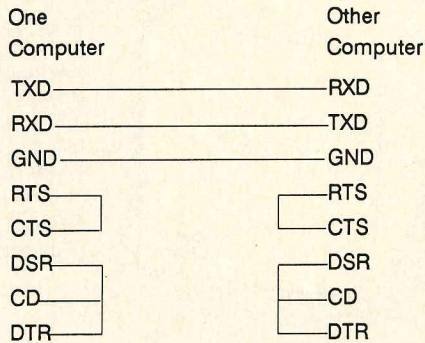 One Other
Computer Computer
TXD RXD
RXD TXD
GND GND
RTS RTS
CTS CTS
DSR DSR
CD CD
DTR DTR